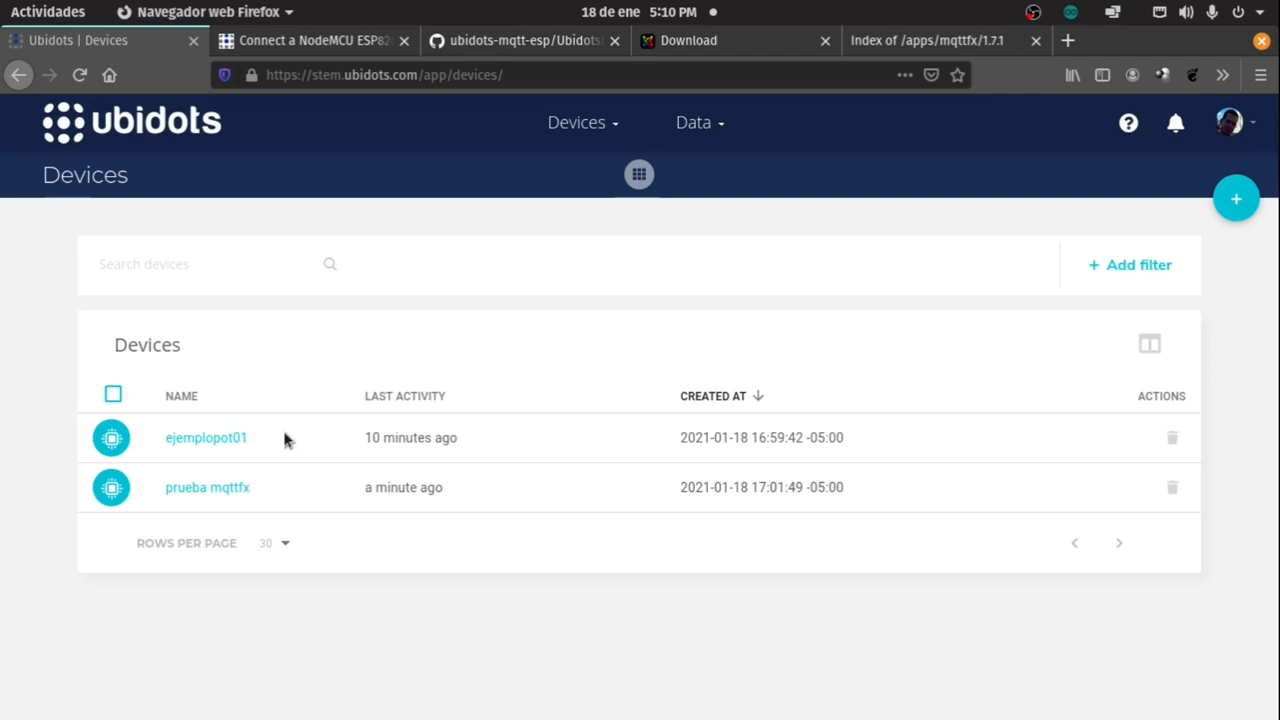 Actividades Navegador web Firefox 18 de ene 5:10 PM
Ubidots | Devices Connect a NodeMCU ESP82 ubidots-mqtt-esp/Ubidots Download Index of /apps/mqttfx/1.7.1
https://stem.ubidots.com/app/devices/
ubidots Devices Data
Devices
Search devices + Add filter
Devices
NAME LAST ACTIVITY CREATED AT ACTIONS
ejemplopot01 10 minutes ago 2021-01-18 16:59:42 -05:00
prueba mqttfx a minute ago 2021-01-18 17:01:49 -05:00
ROWS PER PAGE 30